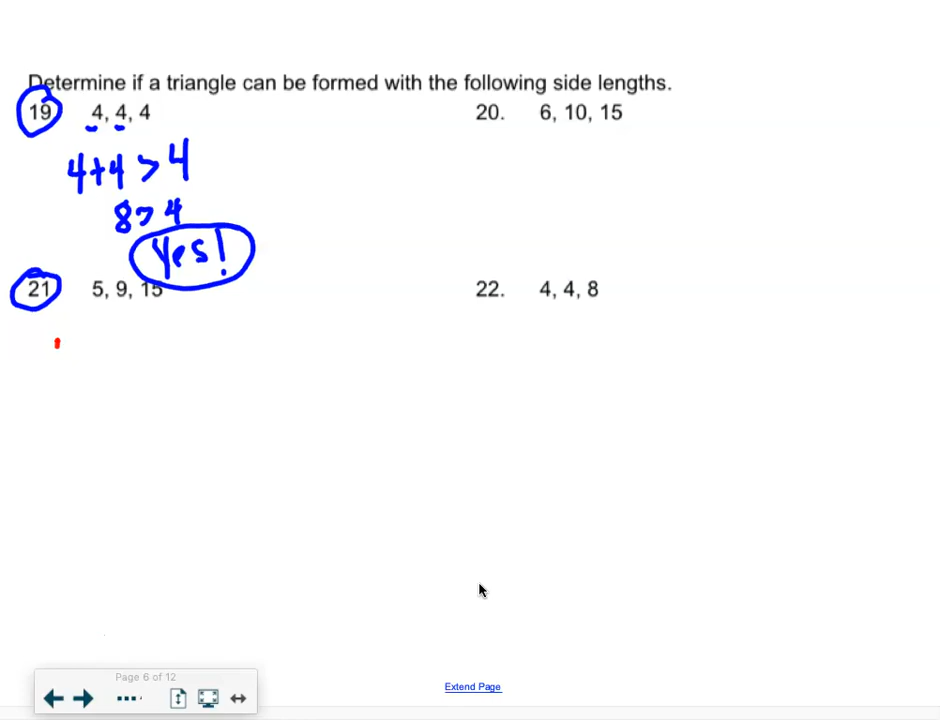 Determine if a triangle can be formed with the following side lengths.
19 4, 4, 4
20. 6, 10, 15
4+4 > 4
8 > 4
Yes!
21 5, 9, 15
22. 4, 4, 8
Page 6 of 12
Extend Page